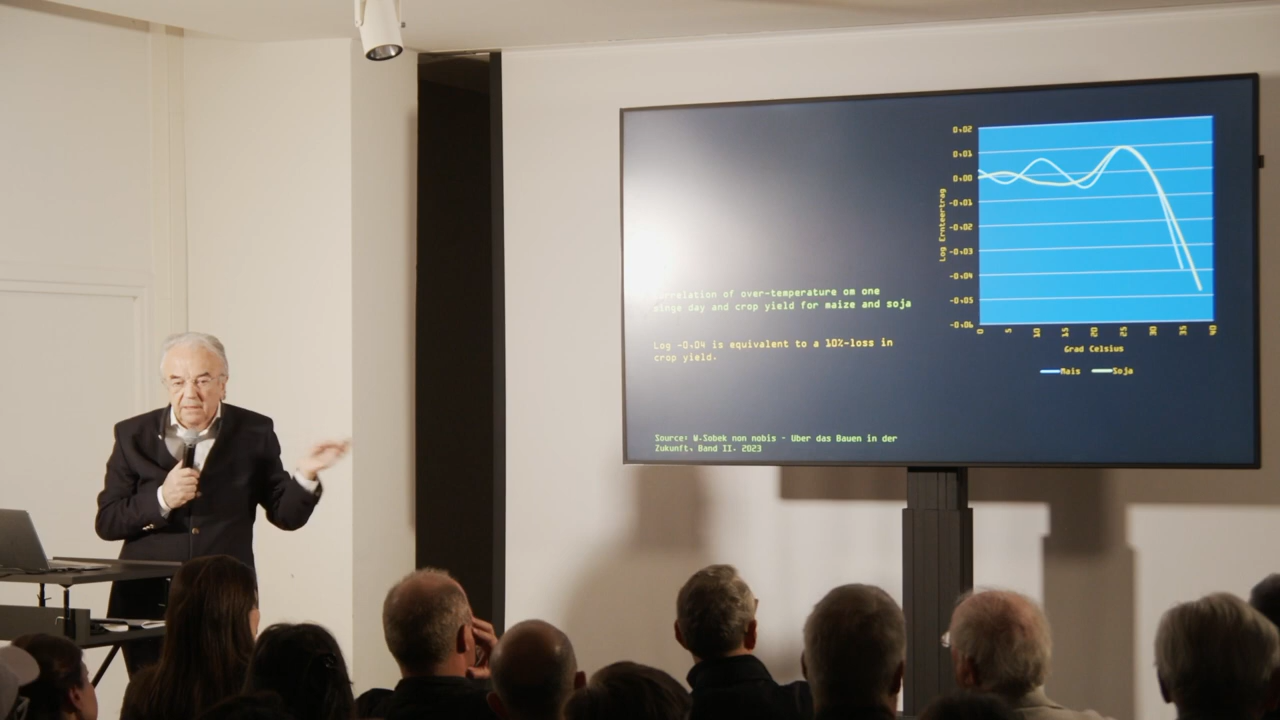 Correlation of over-temperature om one
singe day and crop yield for maize and soja
Log -0.04 is equivalent to a 10%-loss in
crop yield.
Source: W.Sobek non nobis - Uber das Bauen in der
Zukunft, Band II. 2023
Log Ernteertrag
0,02
0,01
0,00
-0,01
-0,02
-0,03
-0,04
-0,05
-0,06
0 5 10 15 20 25 30 35 40
Grad Celsius
Mais Soja